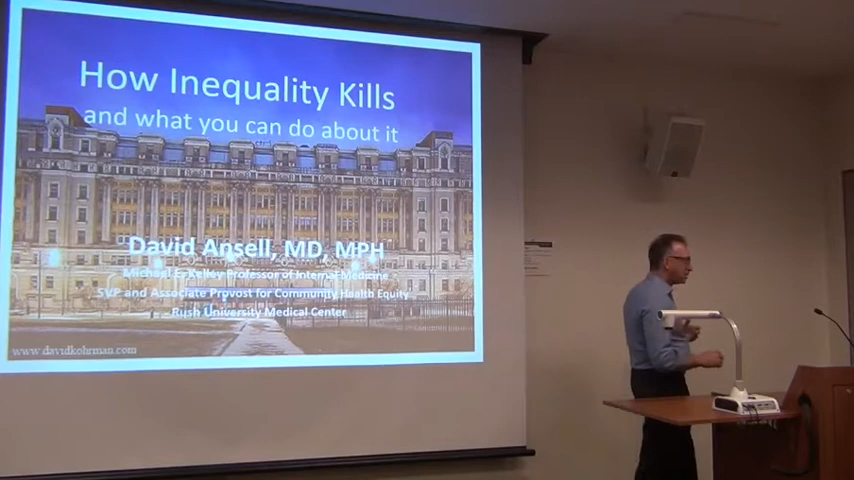 How Inequality Kills
and what you can do about it
David Ansell, MD, MPH
Michael E. Kelley Professor of Internal Medicine
SVP and Associate Provost for Community Health Equity
Rush University Medical Center
www.davidkohrman.com